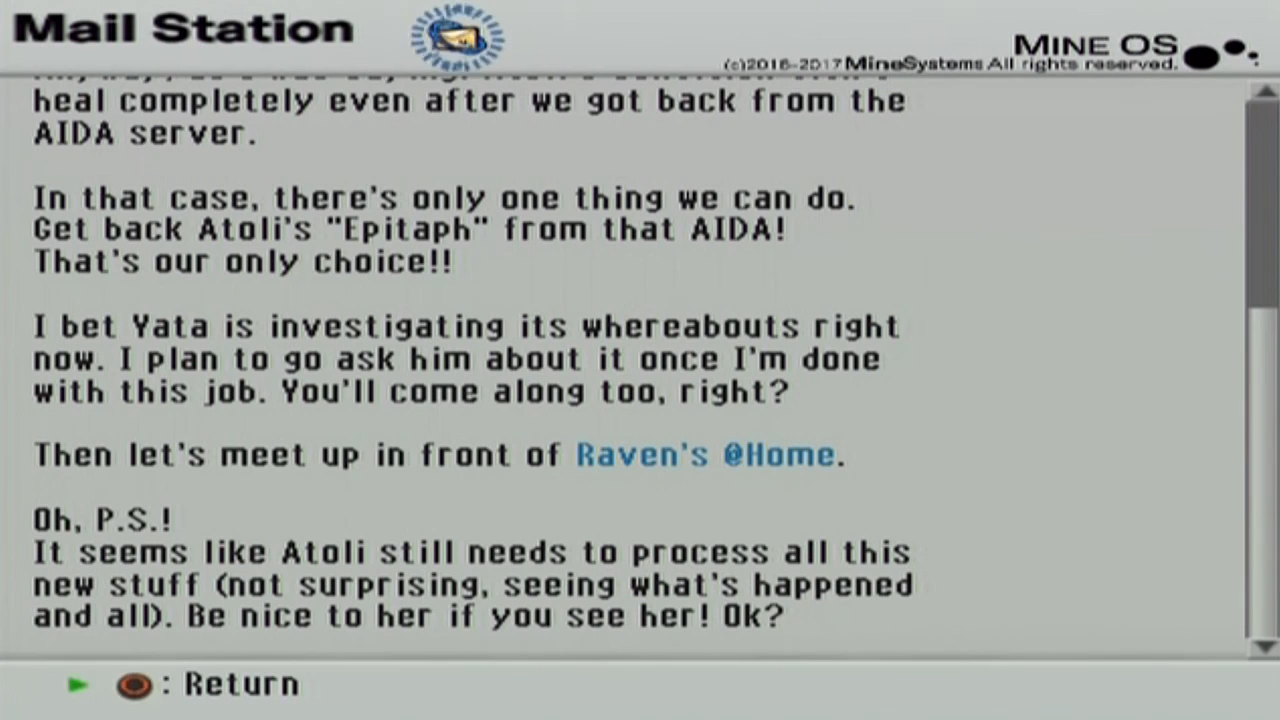 Mail Station
MINE OS
(c)2016-2017 MineSystems All rights reserved.
heal completely even after we got back from the
AIDA server.
In that case, there's only one thing we can do.
Get back Atoli's "Epitaph" from that AIDA!
That's our only choice!!
I bet Yata is investigating its whereabouts right
now. I plan to go ask him about it once I'm done
with this job. You'll come along too, right?
Then let's meet up in front of Raven's @Home.
Oh, P.S.!
It seems like Atoli still needs to process all this
new stuff (not surprising, seeing what's happened
and all). Be nice to her if you see her! Ok?
: Return